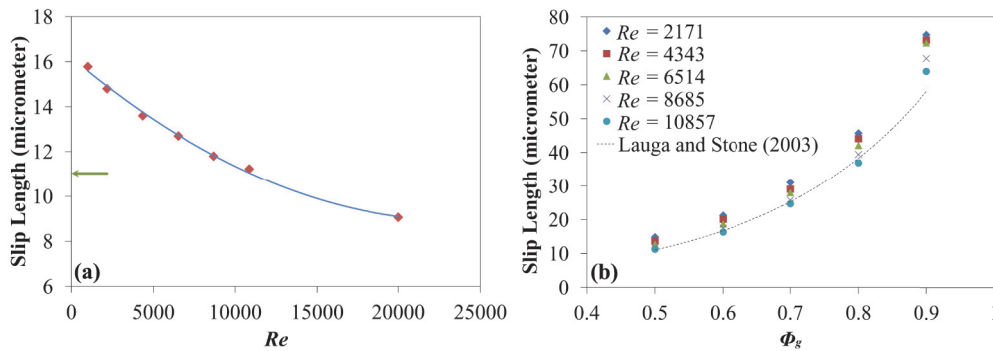 18
16
14
12
10
8
6
0
5000
10000
15000
20000
25000
Slip Length (micrometer)
Re
(a)
80
70
60
50
40
30
20
10
0
0.4
0.5
0.6
0.7
0.8
0.9
1
Slip Length (micrometer)
Φg
(b)
Re = 2171
Re = 4343
Re = 6514
Re = 8685
Re = 10857
Lauga and Stone (2003)